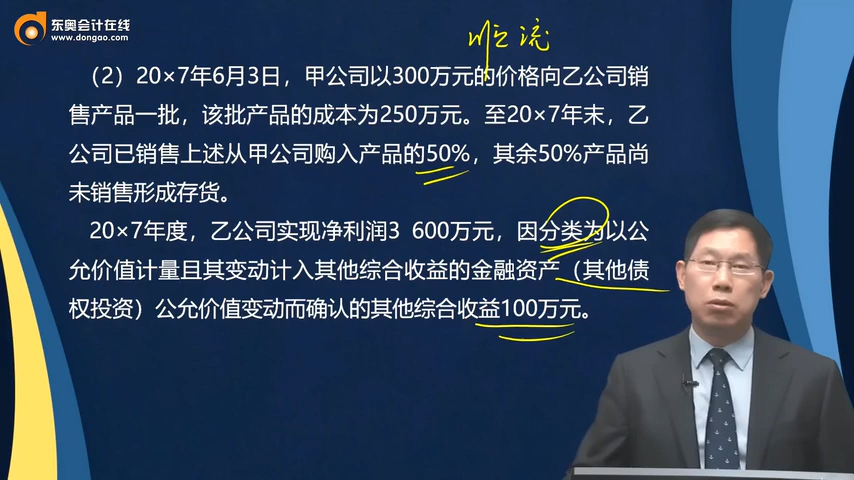 东奥会计在线
www.dongao.com
顺流
（2）20×7年6月3日，甲公司以300万元的价格向乙公司销
售产品一批，该批产品的成本为250万元。至20×7年末，乙
公司已销售上述从甲公司购入产品的50%，其余50%产品尚
未销售形成存货。
20×7年度，乙公司实现净利润3 600万元，因分类为以公
允价值计量且其变动计入其他综合收益的金融资产（其他债
权投资）公允价值变动而确认的其他综合收益100万元。